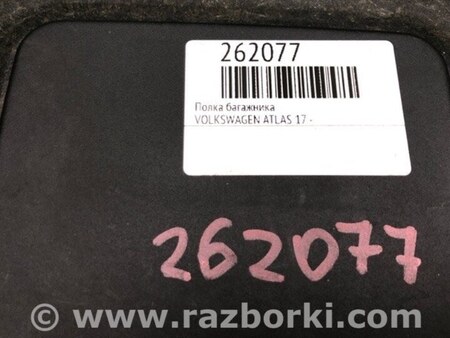 262077
Полка багажника
VOLKSWAGEN ATLAS 17 -
262077
© www.razborki.com